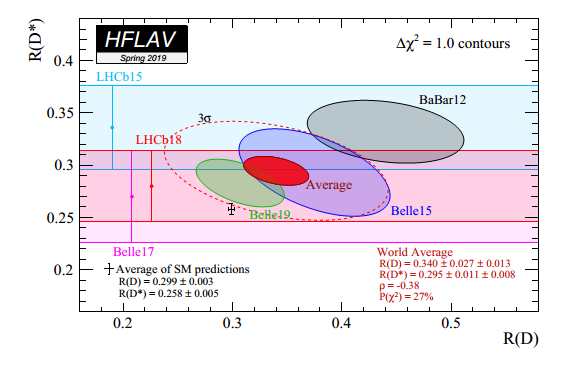 R(D*)
HFLAV
Spring 2019
Δχ² = 1.0 contours
0.4
LHCb15
BaBar12
0.35
3σ
LHCb18
0.3
Average
Belle19
Belle15
0.25
Belle17
World Average
Average of SM predictions
R(D) = 0.340 ± 0.027 ± 0.013
R(D) = 0.299 ± 0.003
R(D*) = 0.295 ± 0.011 ± 0.008
0.2
R(D*) = 0.258 ± 0.005
ρ = -0.38
P(χ²) = 27%
0.2 0.3 0.4 0.5
R(D)